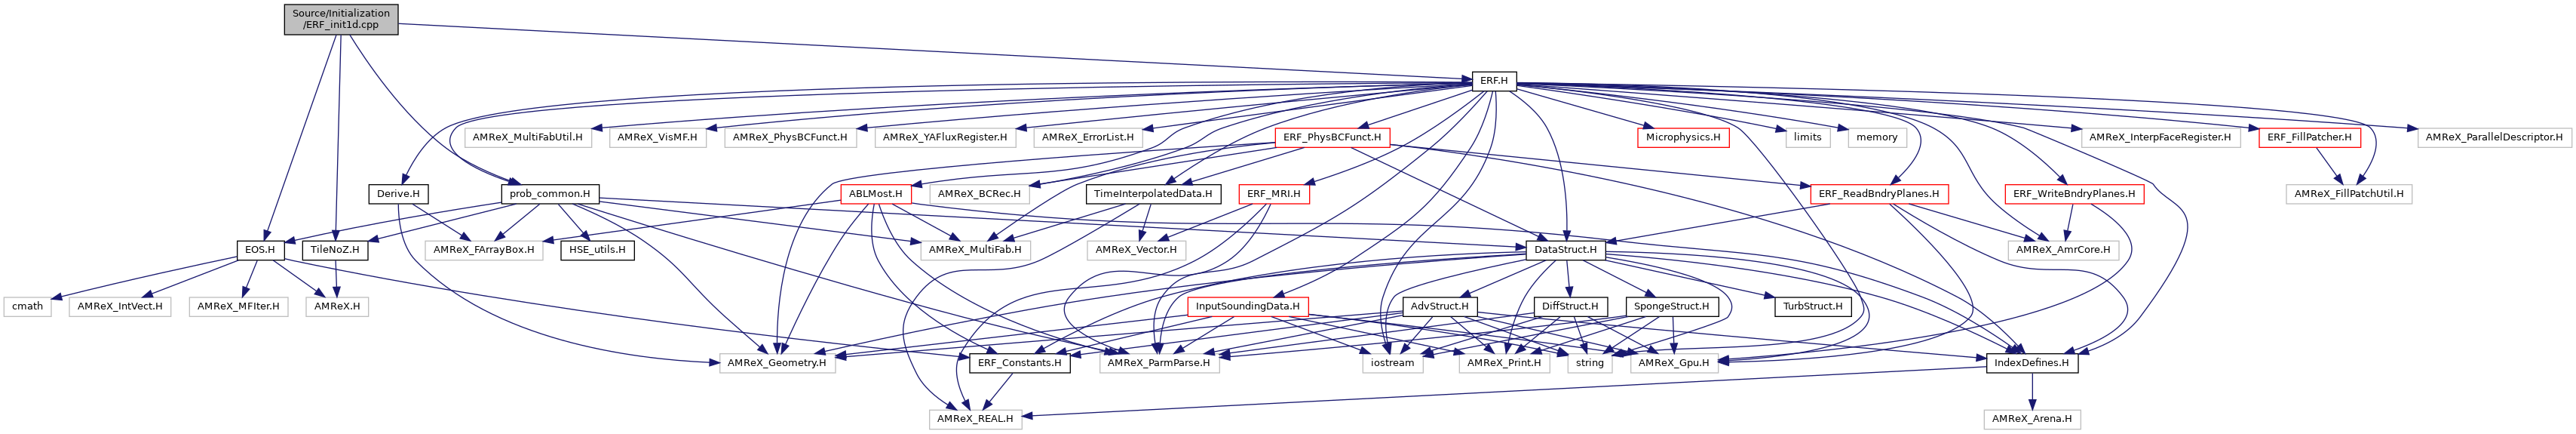 Source/Initialization
/ERF_init1d.cpp
ERF.H
AMReX_MultiFabUtil.H
AMReX_VisMF.H
AMReX_PhysBCFunct.H
AMReX_YAFluxRegister.H
AMReX_ErrorList.H
ERF_PhysBCFunct.H
Microphysics.H
limits
memory
AMReX_InterpFaceRegister.H
ERF_FillPatcher.H
AMReX_ParallelDescriptor.H
Derive.H
prob_common.H
ABLMost.H
AMReX_BCRec.H
TimeInterpolatedData.H
ERF_MRI.H
ERF_ReadBndryPlanes.H
ERF_WriteBndryPlanes.H
AMReX_FillPatchUtil.H
EOS.H
TileNoZ.H
AMReX_FArrayBox.H
HSE_utils.H
AMReX_MultiFab.H
AMReX_Vector.H
DataStruct.H
AMReX_AmrCore.H
cmath
AMReX_IntVect.H
AMReX_MFIter.H
AMReX.H
InputSoundingData.H
AdvStruct.H
DiffStruct.H
SpongeStruct.H
TurbStruct.H
AMReX_Geometry.H
ERF_Constants.H
AMReX_ParmParse.H
iostream
AMReX_Print.H
string
AMReX_Gpu.H
IndexDefines.H
AMReX_REAL.H
AMReX_Arena.H